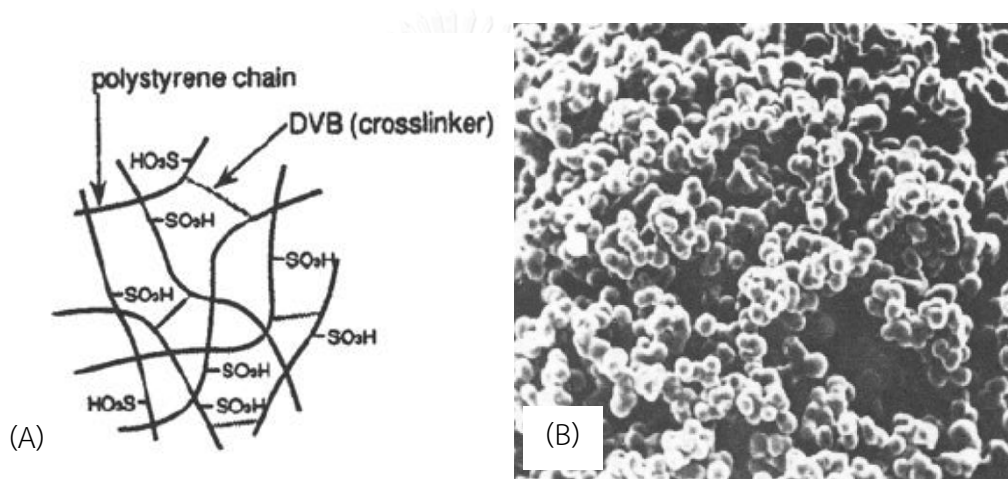 polystyrene chain
DVB (crosslinker)
HO₃S
SO₃H
SO₃H
SO₃H
SO₃H
SO₃H
HO₃S
SO₃H
(A)
(B)